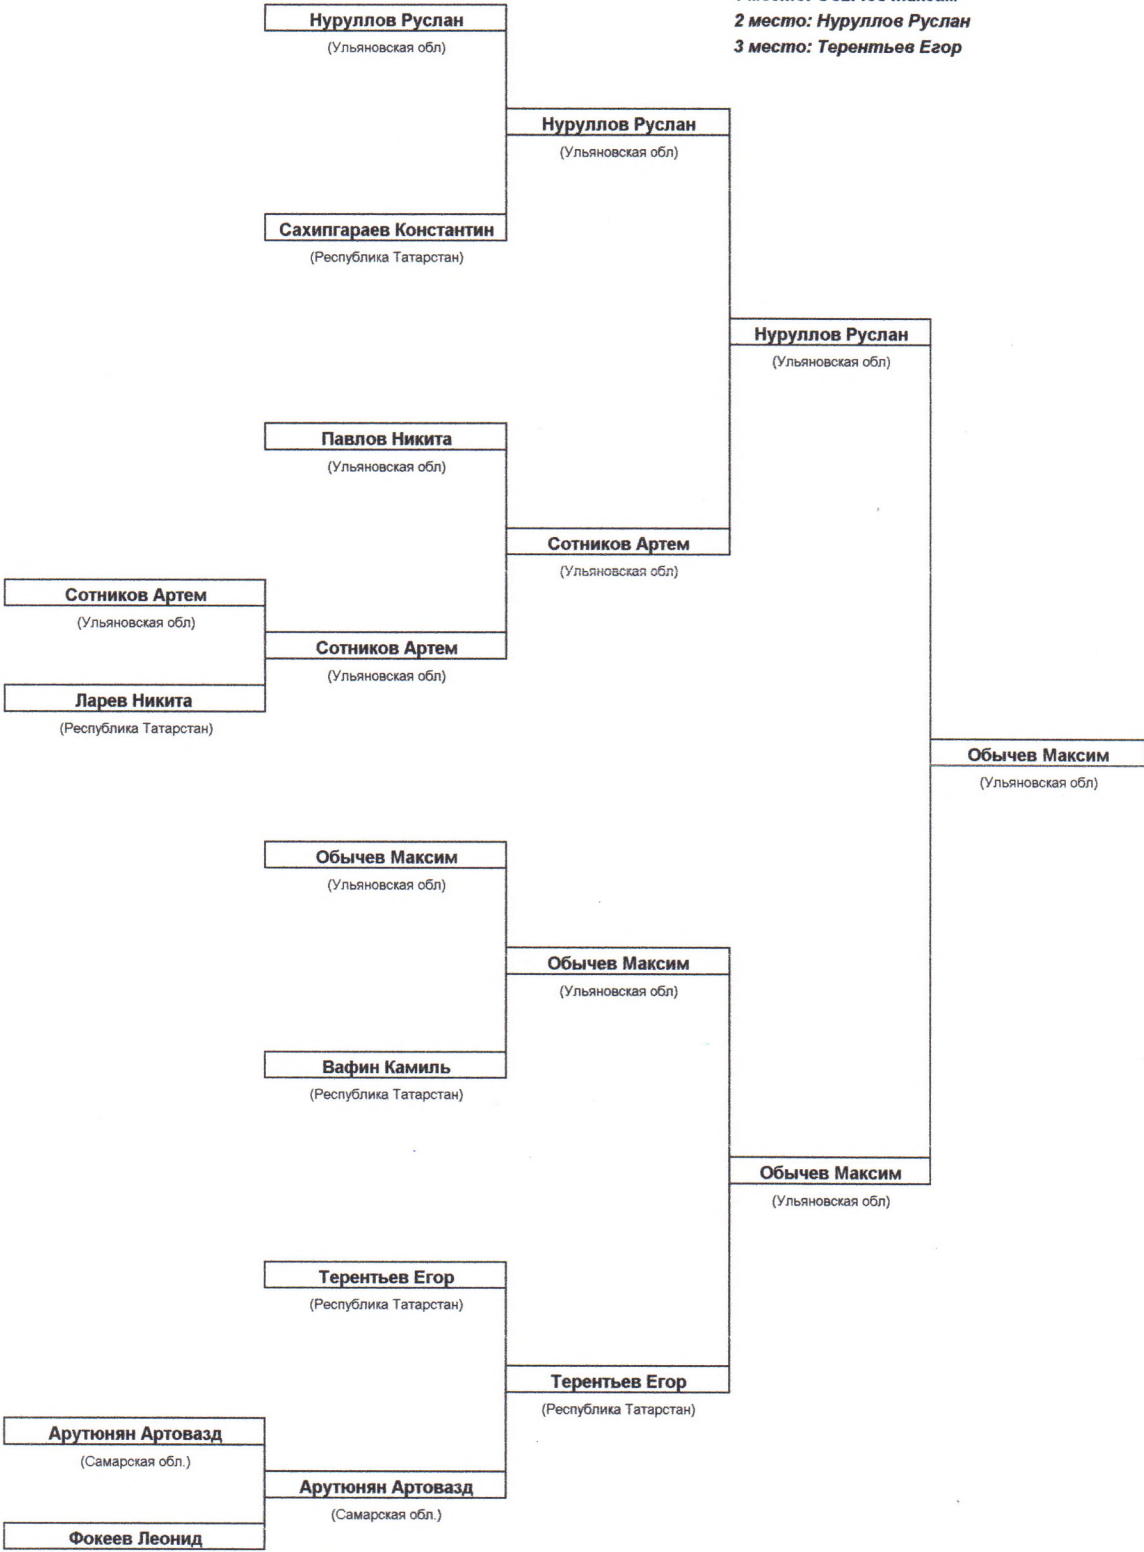 2 место: Нуруллов Руслан
3 место: Терентьев Егор
Нуруллов Руслан
(Ульяновская обл)
Нуруллов Руслан
(Ульяновская обл)
Сахипгараев Константин
(Республика Татарстан)
Нуруллов Руслан
(Ульяновская обл)
Павлов Никита
(Ульяновская обл)
Сотников Артем
(Ульяновская обл)
Сотников Артем
(Ульяновская обл)
Сотников Артем
(Ульяновская обл)
Ларев Никита
(Республика Татарстан)
Обычев Максим
(Ульяновская обл)
Обычев Максим
(Ульяновская обл)
Обычев Максим
(Ульяновская обл)
Вафин Камиль
(Республика Татарстан)
Обычев Максим
(Ульяновская обл)
Терентьев Егор
(Республика Татарстан)
Терентьев Егор
(Республика Татарстан)
Арутюнян Артовазд
(Самарская обл.)
Арутюнян Артовазд
(Самарская обл.)
Фокеев Леонид